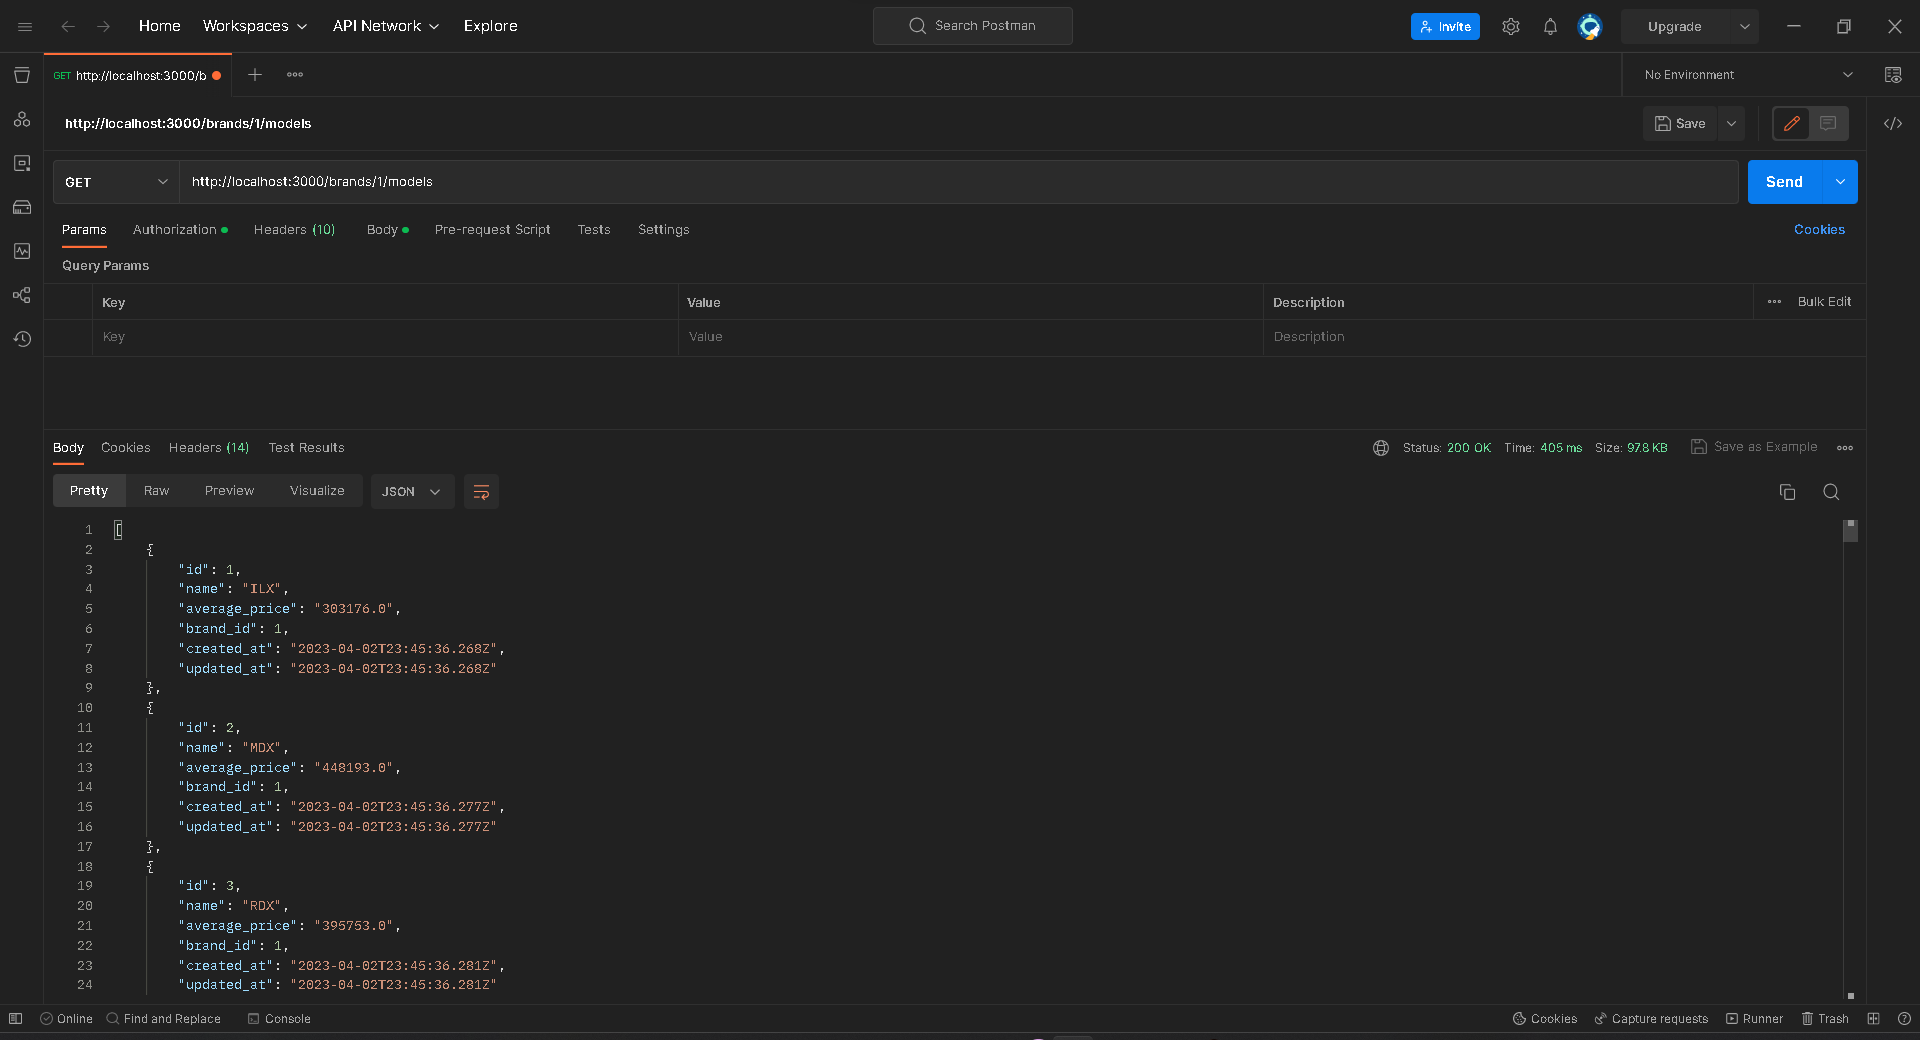 Home Workspaces API Network Explore Search Postman Invite Upgrade
GET http://localhost:3000/b No Environment
http://localhost:3000/brands/1/models Save
GET http://localhost:3000/brands/1/models Send
Params Authorization Headers (10) Body Pre-request Script Tests Settings Cookies
Query Params
Key Value Description Bulk Edit
Key Value Description
Body Cookies Headers (14) Test Results Status: 200 OK Time: 405 ms Size: 97.8 KB Save as Example
Pretty Raw Preview Visualize JSON
1 [
2 {
3 "id": 1,
4 "name": "ILX",
5 "average_price": "303176.0",
6 "brand_id": 1,
7 "created_at": "2023-04-02T23:45:36.268Z",
8 "updated_at": "2023-04-02T23:45:36.268Z"
9 },
10 {
11 "id": 2,
12 "name": "MDX",
13 "average_price": "448193.0",
14 "brand_id": 1,
15 "created_at": "2023-04-02T23:45:36.277Z",
16 "updated_at": "2023-04-02T23:45:36.277Z"
17 },
18 {
19 "id": 3,
20 "name": "RDX",
21 "average_price": "395753.0",
22 "brand_id": 1,
23 "created_at": "2023-04-02T23:45:36.281Z",
24 "updated_at": "2023-04-02T23:45:36.281Z"
Online Find and Replace Console Cookies Capture requests Runner Trash